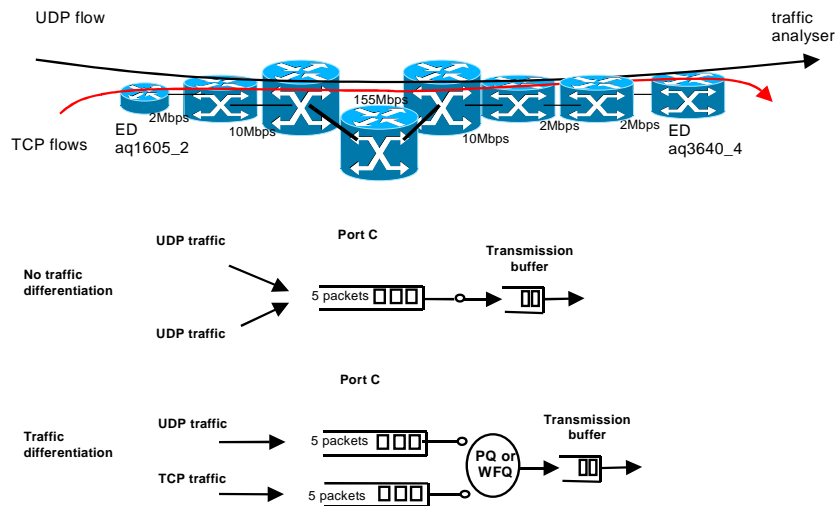 UDP flow
traffic
analyser
155Mbps
2Mbps
10Mbps
10Mbps
2Mbps
2Mbps
ED
aq1605_2
ED
aq3640_4
TCP flows
Port C
UDP traffic
Transmission
buffer
No traffic
differentiation
5 packets
UDP traffic
Port C
UDP traffic
Transmission
buffer
Traffic
differentiation
5 packets
PQ or
WFQ
TCP traffic
5 packets